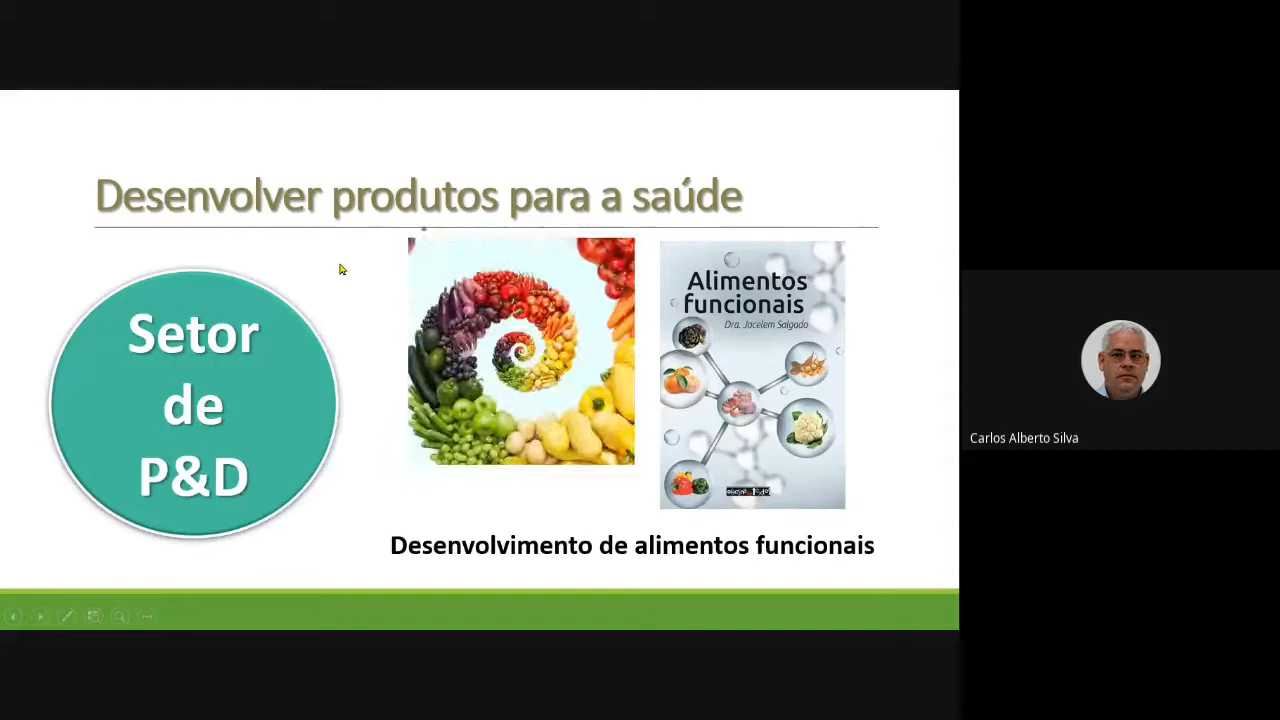 Desenvolver produtos para a saúde
Setor
de
P&D
Alimentos
funcionais
Dra. Jocelem Salgado
Desenvolvimento de alimentos funcionais
Carlos Alberto Silva